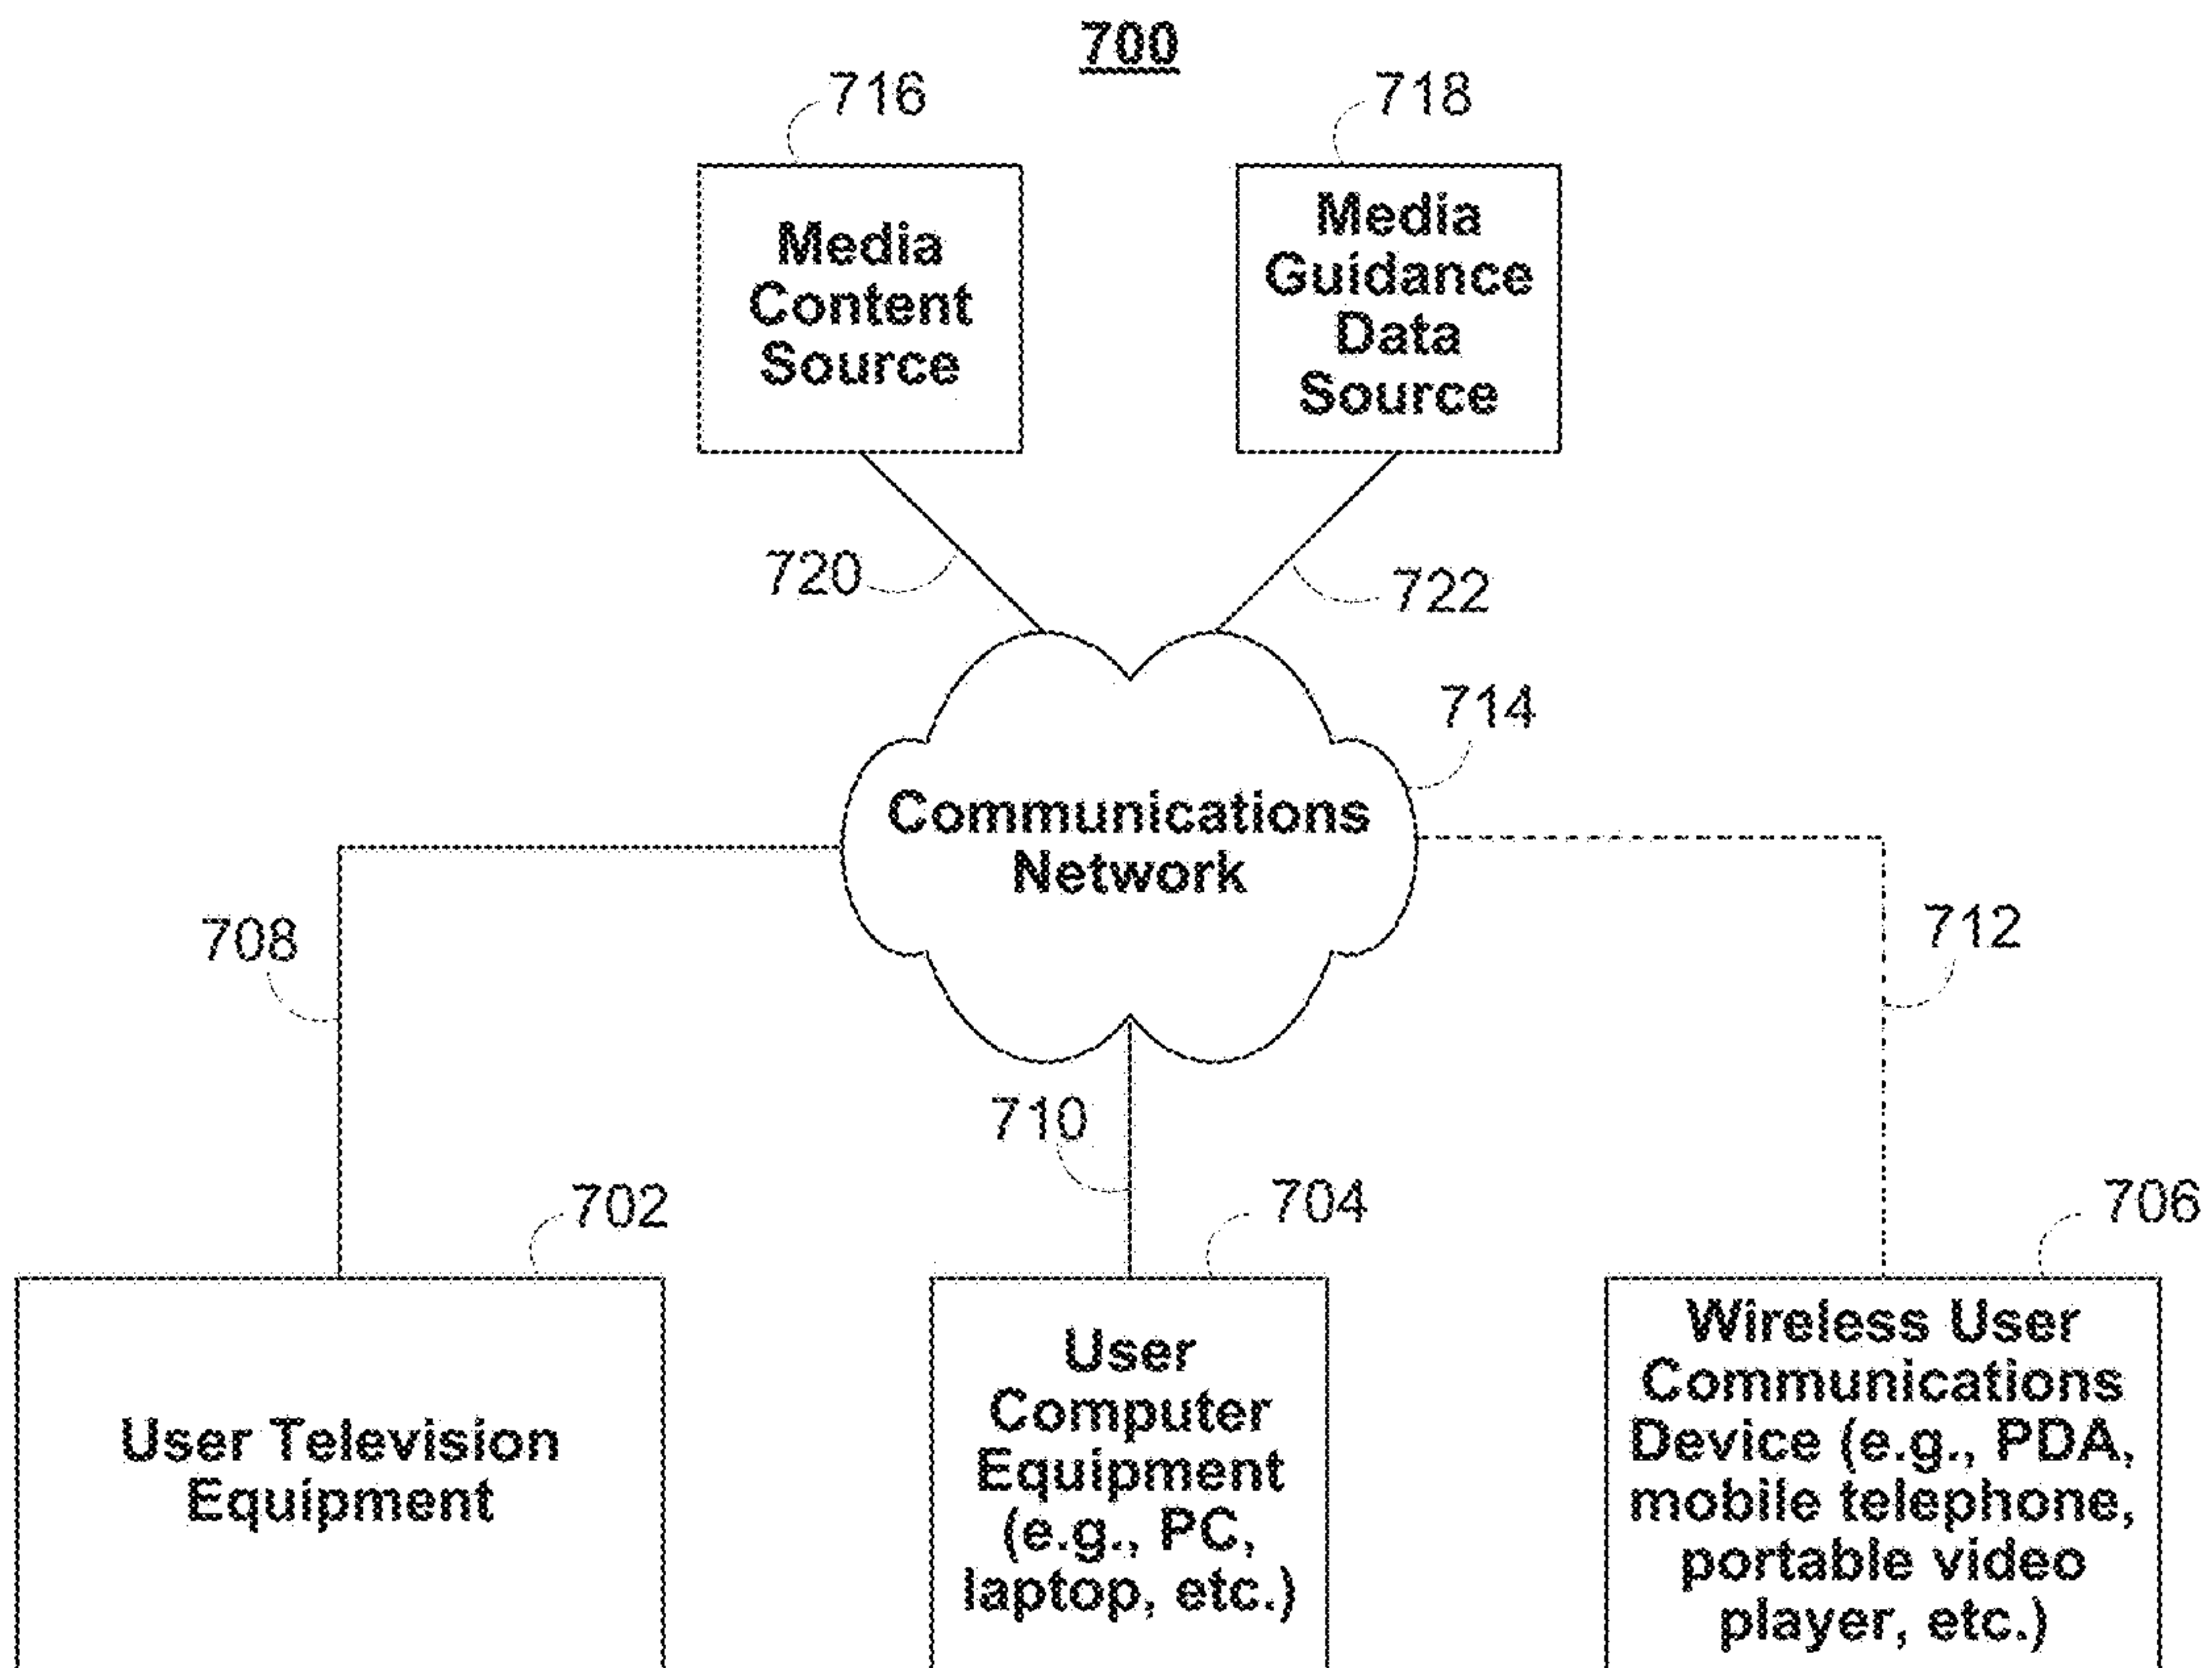 700
716
718
Media
Content
Source
Media
Guidance
Data
Source
720
722
714
Communications
Network
708
712
710
702
704
706
User Television
Equipment
User
Computer
Equipment
(e.g., PC,
laptop, etc.)
Wireless User
Communications
Device (e.g., PDA,
mobile telephone,
portable video
player, etc.)